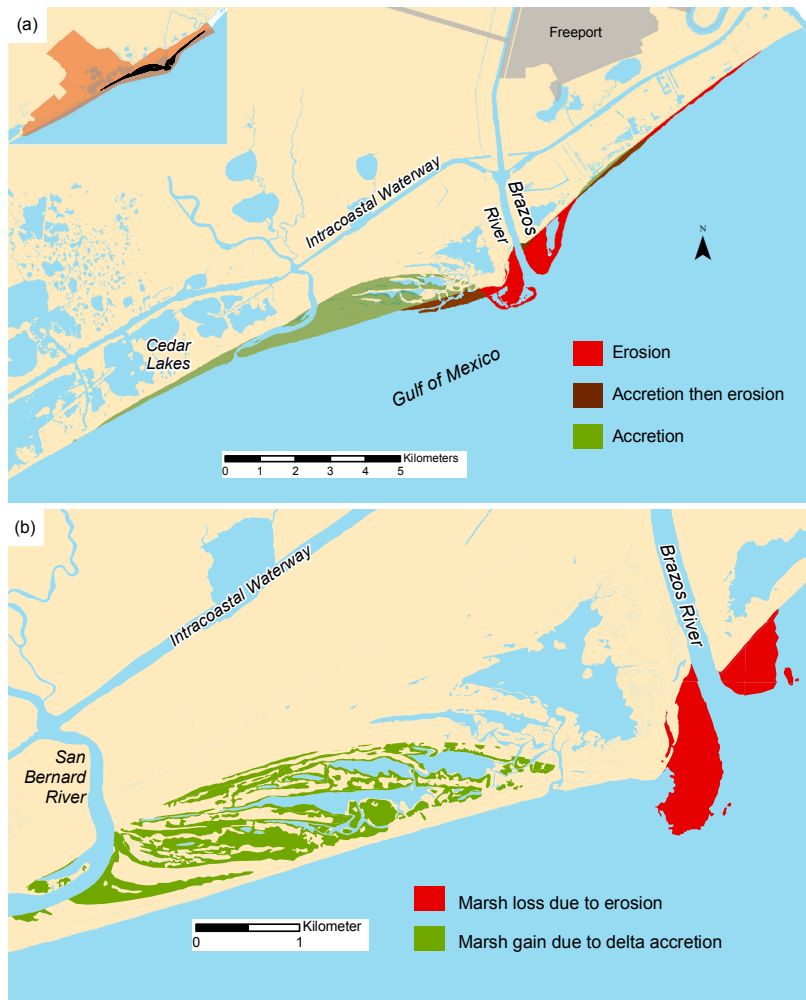 (a)
Freeport
N
Intracoastal Waterway
Brazos
River
Cedar
Lakes
Gulf of Mexico
Erosion
Accretion then erosion
Accretion
Kilometers
0 1 2 3 4 5
(b)
Intracoastal Waterway
Brazos River
San
Bernard
River
Marsh loss due to erosion
Marsh gain due to delta accretion
Kilometer
0 1